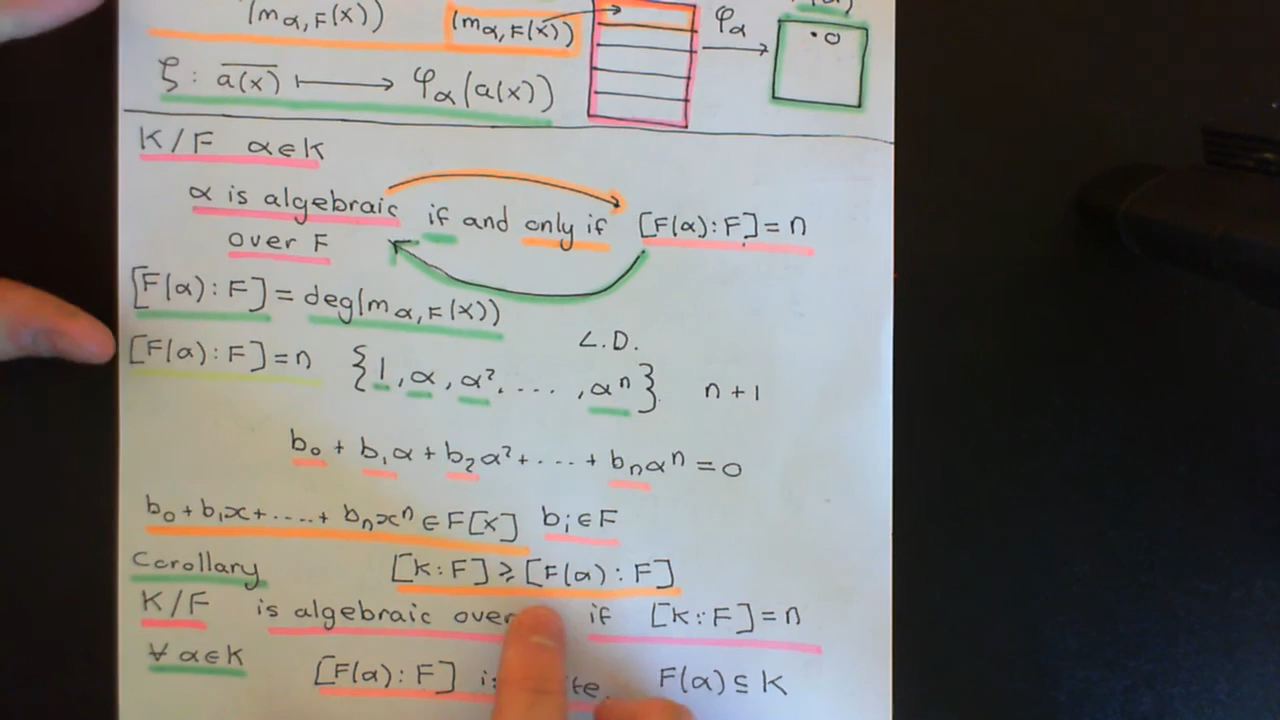 (mα,F(x)) (mα,F(x)) φα
·0
ζ : a(x) ⟼ φα(a(x))
K/F α∈K
α is algebraic if and only if [F(α):F]=n
over F
[F(α):F]=deg(mα,F(x))
L.D.
[F(α):F]=n {1,α,α²,....,αⁿ} n+1
b₀+b₁α+b₂α²+....+bₙαⁿ=0
b₀+b₁x+....+bₙxⁿ∈F[x] bᵢ∈F
Corollary [K:F]≥[F(α):F]
K/F is algebraic over if [K:F]=n
∀ α∈K [F(α):F] F(α)⊆K